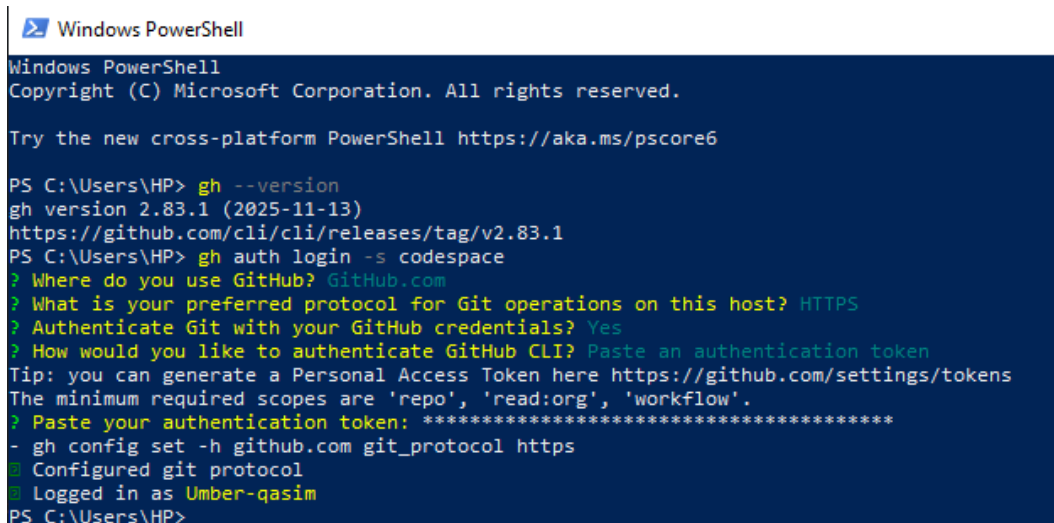 Windows PowerShell
Windows PowerShell
Copyright (C) Microsoft Corporation. All rights reserved.
Try the new cross-platform PowerShell https://aka.ms/pscore6
PS C:\Users\HP> gh --version
gh version 2.83.1 (2025-11-13)
https://github.com/cli/cli/releases/tag/v2.83.1
PS C:\Users\HP> gh auth login -s codespace
? Where do you use GitHub? GitHub.com
? What is your preferred protocol for Git operations on this host? HTTPS
? Authenticate Git with your GitHub credentials? Yes
? How would you like to authenticate GitHub CLI? Paste an authentication token
Tip: you can generate a Personal Access Token here https://github.com/settings/tokens
The minimum required scopes are 'repo', 'read:org', 'workflow'.
? Paste your authentication token: ****************************************
- gh config set -h github.com git_protocol https
Configured git protocol
Logged in as Umber-qasim
PS C:\Users\HP>